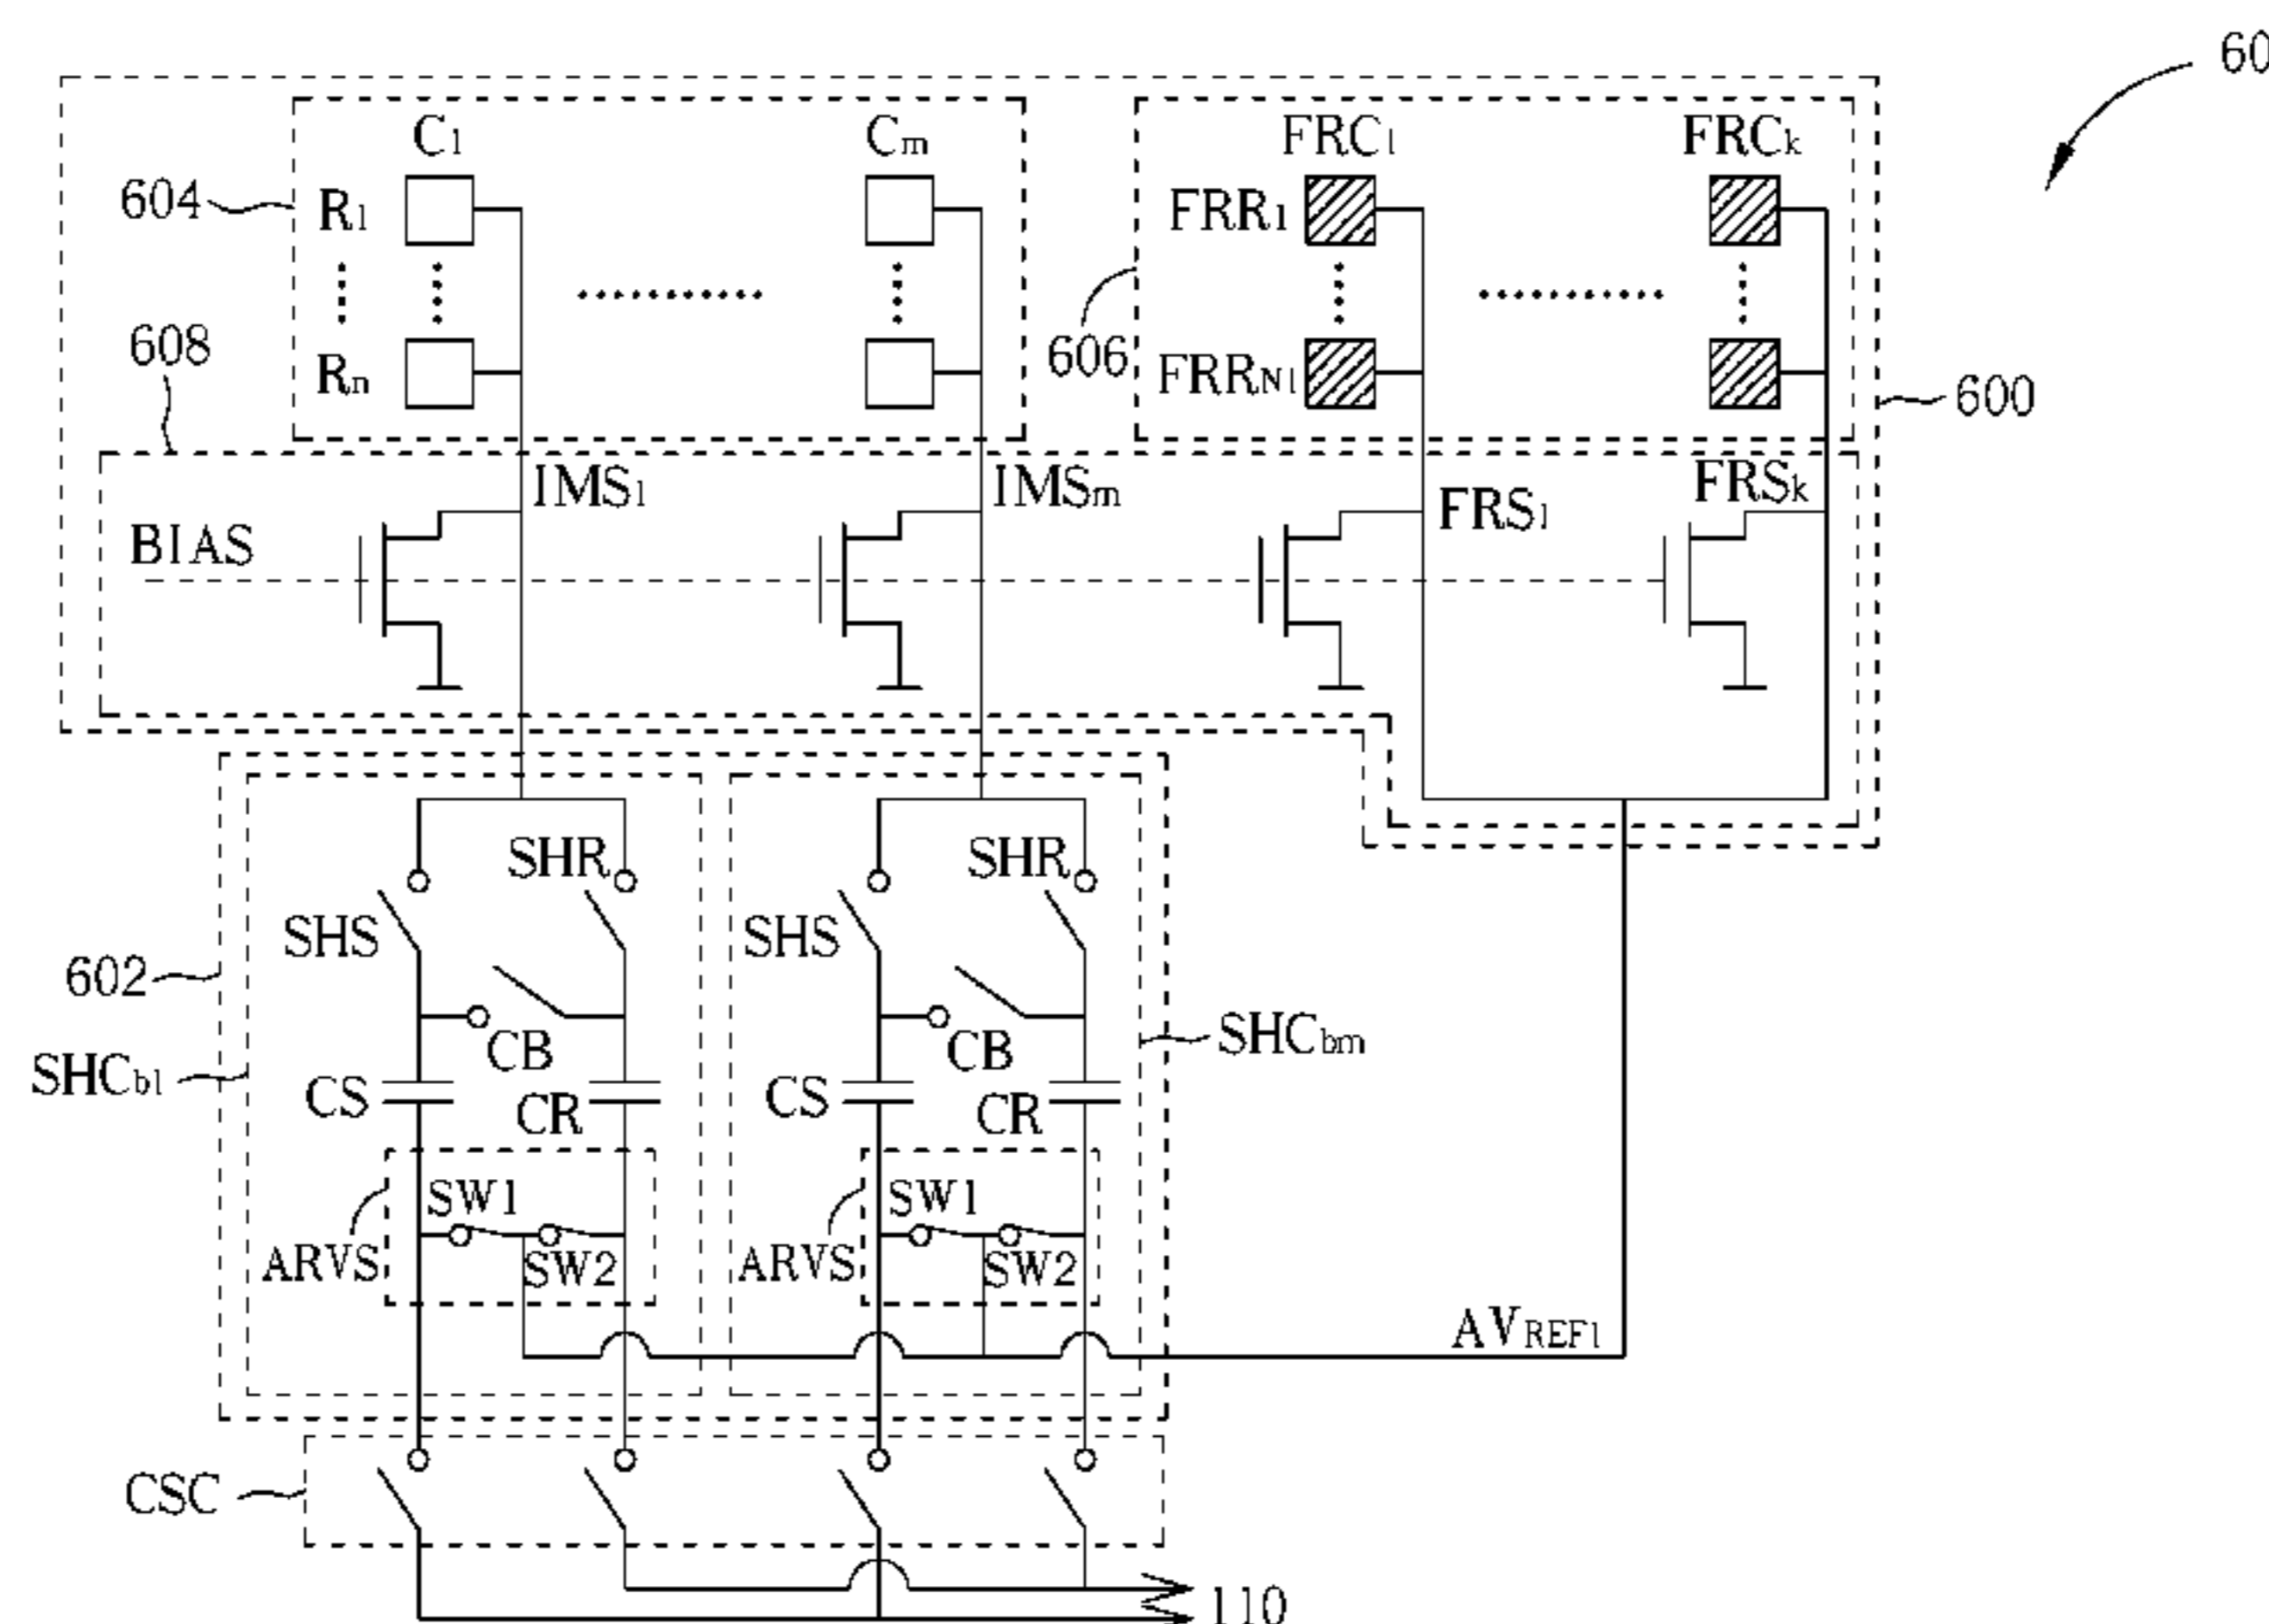 60
C1 Cm FRC1 FRCk
604 R1 FRR1
608 Rn 606 FRRN1 600
IMS1 IMSm FRS1 FRSk
BIAS
SHR SHR
SHS SHS
602
CB CB SHCbm
SHCb1 CS CR CS CR
SW1 SW1
ARVS SW2 ARVS SW2
AVREF1
CSC
110